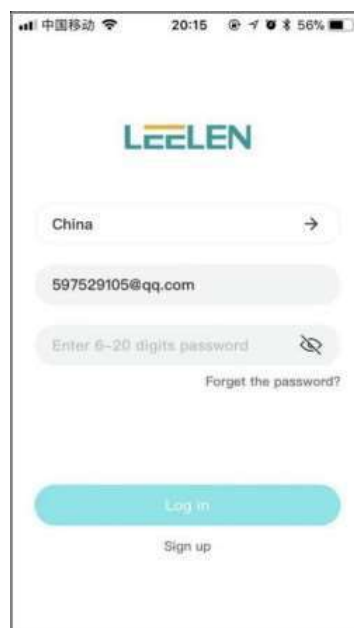 中国移动 20:15 56%
LEELEN
China
597529105@qq.com
Enter 6-20 digits password
Forget the password?
Log in
Sign up